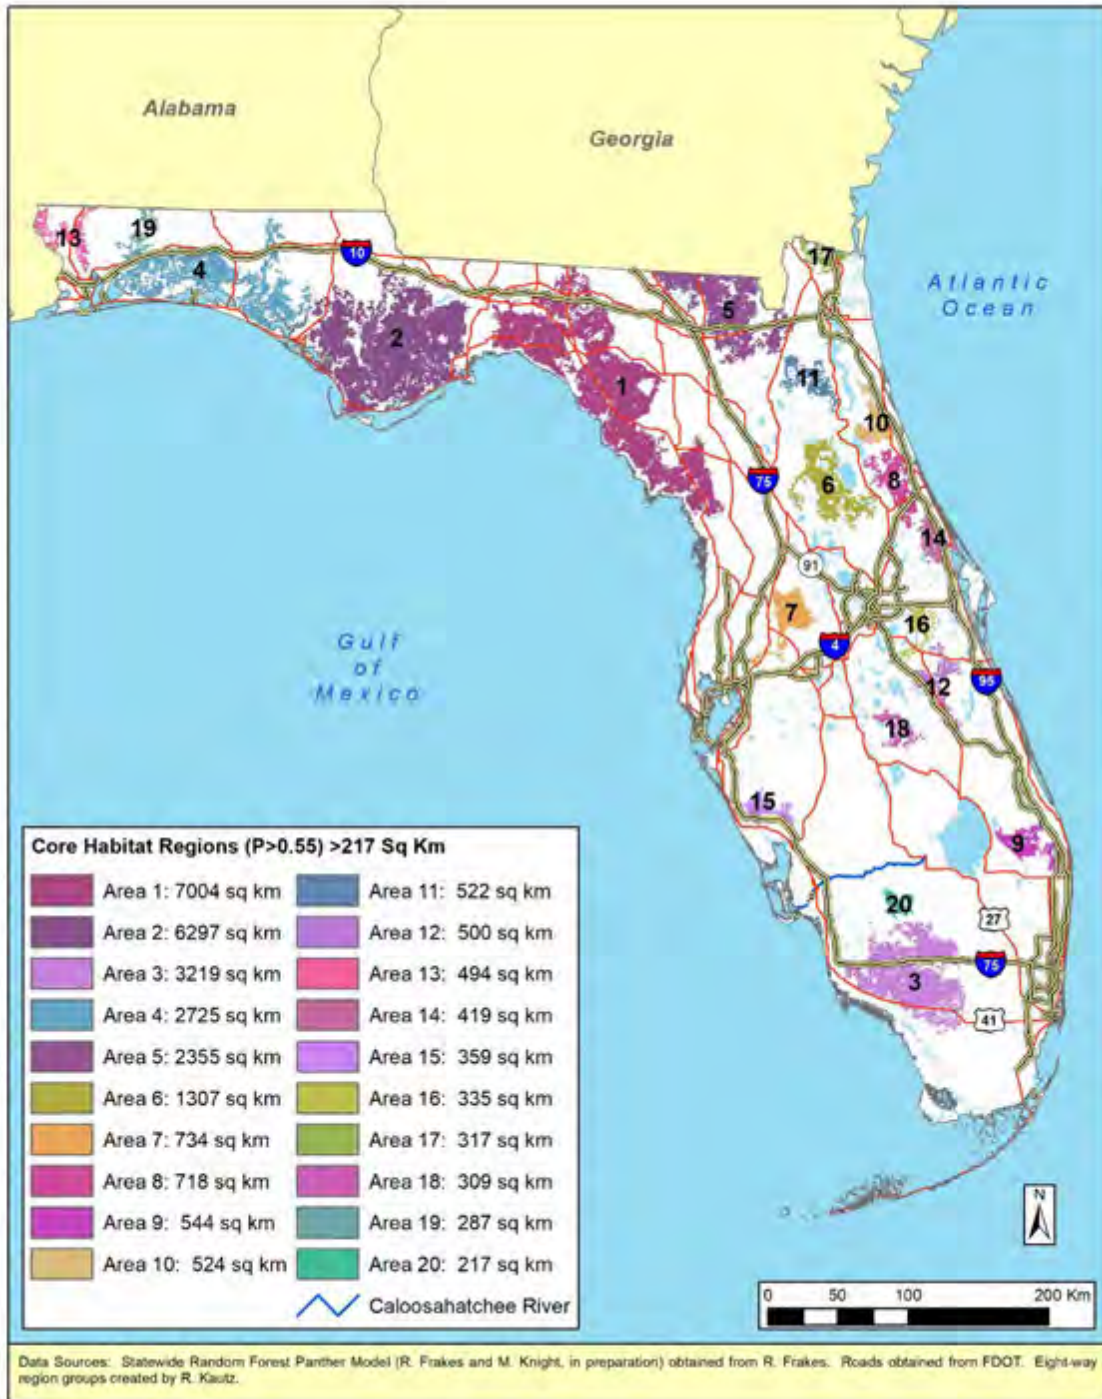 Alabama
Georgia
Atlantic
Ocean
Gulf
of
Mexico
13
19
4
10
2
1
5
17
11
10
8
6
75
14
91
7
4
16
12
95
18
15
9
20
27
3
75
41
Core Habitat Regions (P>0.55) >217 Sq Km
Area 1: 7004 sq km
Area 2: 6297 sq km
Area 3: 3219 sq km
Area 4: 2725 sq km
Area 5: 2355 sq km
Area 6: 1307 sq km
Area 7: 734 sq km
Area 8: 718 sq km
Area 9: 544 sq km
Area 10: 524 sq km
Area 11: 522 sq km
Area 12: 500 sq km
Area 13: 494 sq km
Area 14: 419 sq km
Area 15: 359 sq km
Area 16: 335 sq km
Area 17: 317 sq km
Area 18: 309 sq km
Area 19: 287 sq km
Area 20: 217 sq km
Caloosahatchee River
N
0 50 100 200 Km
Data Sources: Statewide Random Forest Panther Model (R. Frakes and M. Knight, in preparation) obtained from R. Frakes. Roads obtained from FDOT. Eight-way
region groups created by R. Kautz.